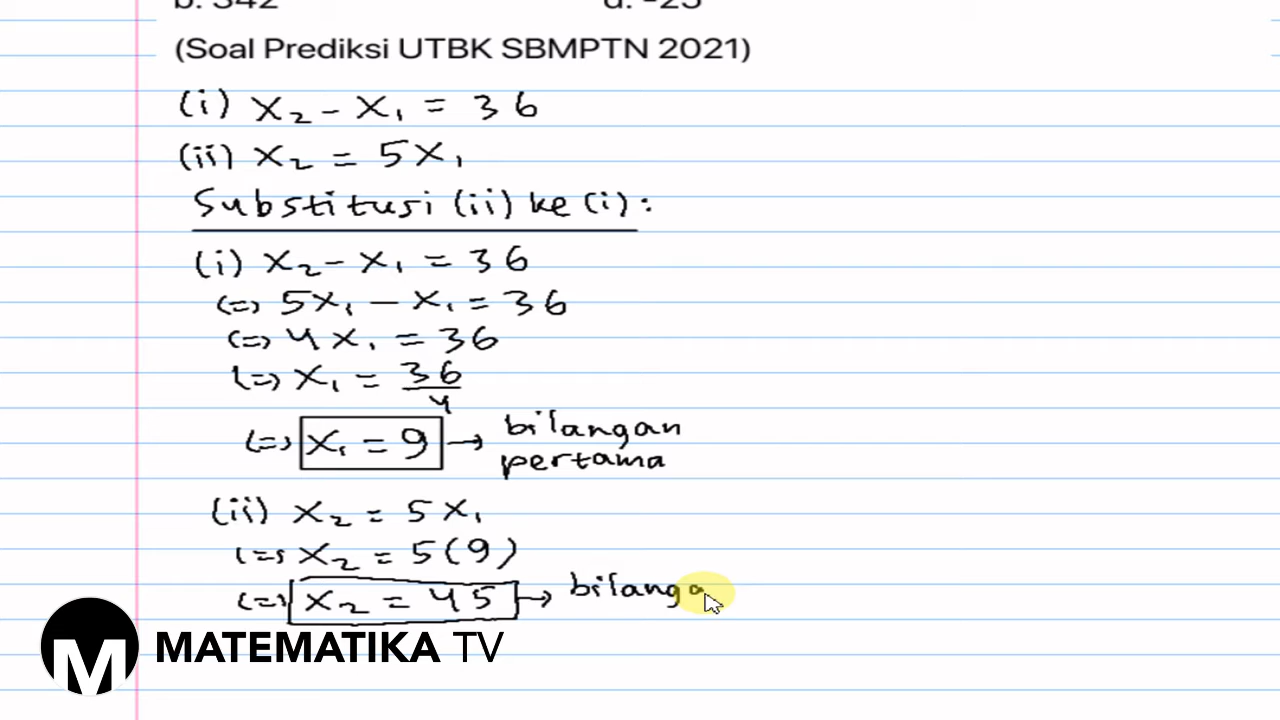 b. 342 d. -25
(Soal Prediksi UTBK SBMPTN 2021)
(i) x₂ - x₁ = 36
(ii) x₂ = 5x₁
Substitusi (ii) ke (i):
(i) x₂ - x₁ = 36
(=) 5x₁ - x₁ = 36
(=) 4x₁ = 36
(=) x₁ = 36/4
(=) x₁ = 9 → bilangan
pertama
(ii) x₂ = 5x₁
(=) x₂ = 5(9)
(=) x₂ = 45 → bilanga
M MATEMATIKA TV